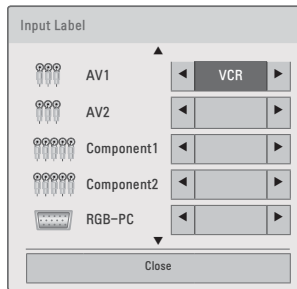 Input Label
AV1
VCR
AV2
Component1
Component2
RGB-PC
Close